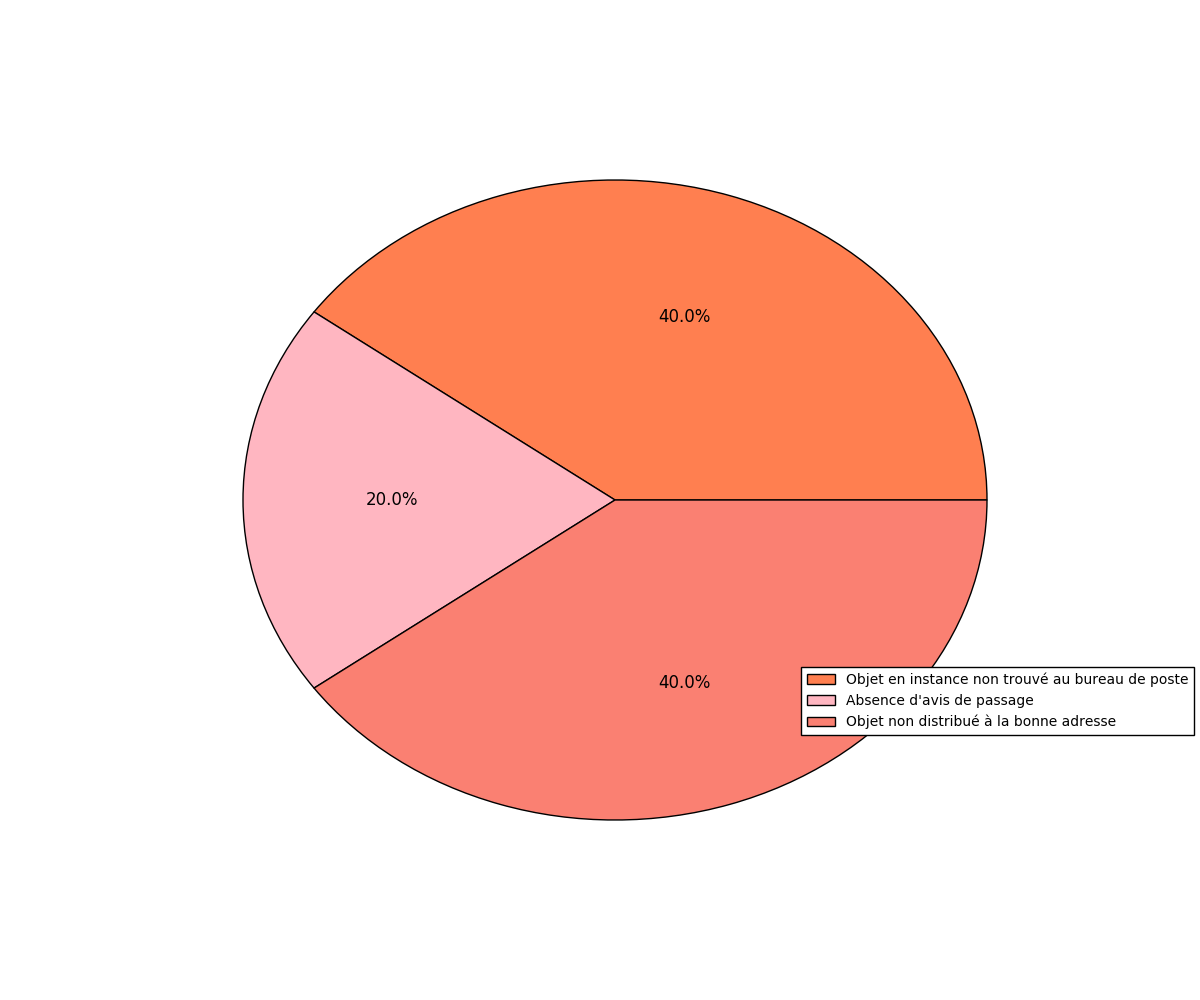 40.0%
20.0%
40.0%
Objet en instance non trouvé au bureau de poste
Absence d'avis de passage
Objet non distribué à la bonne adresse